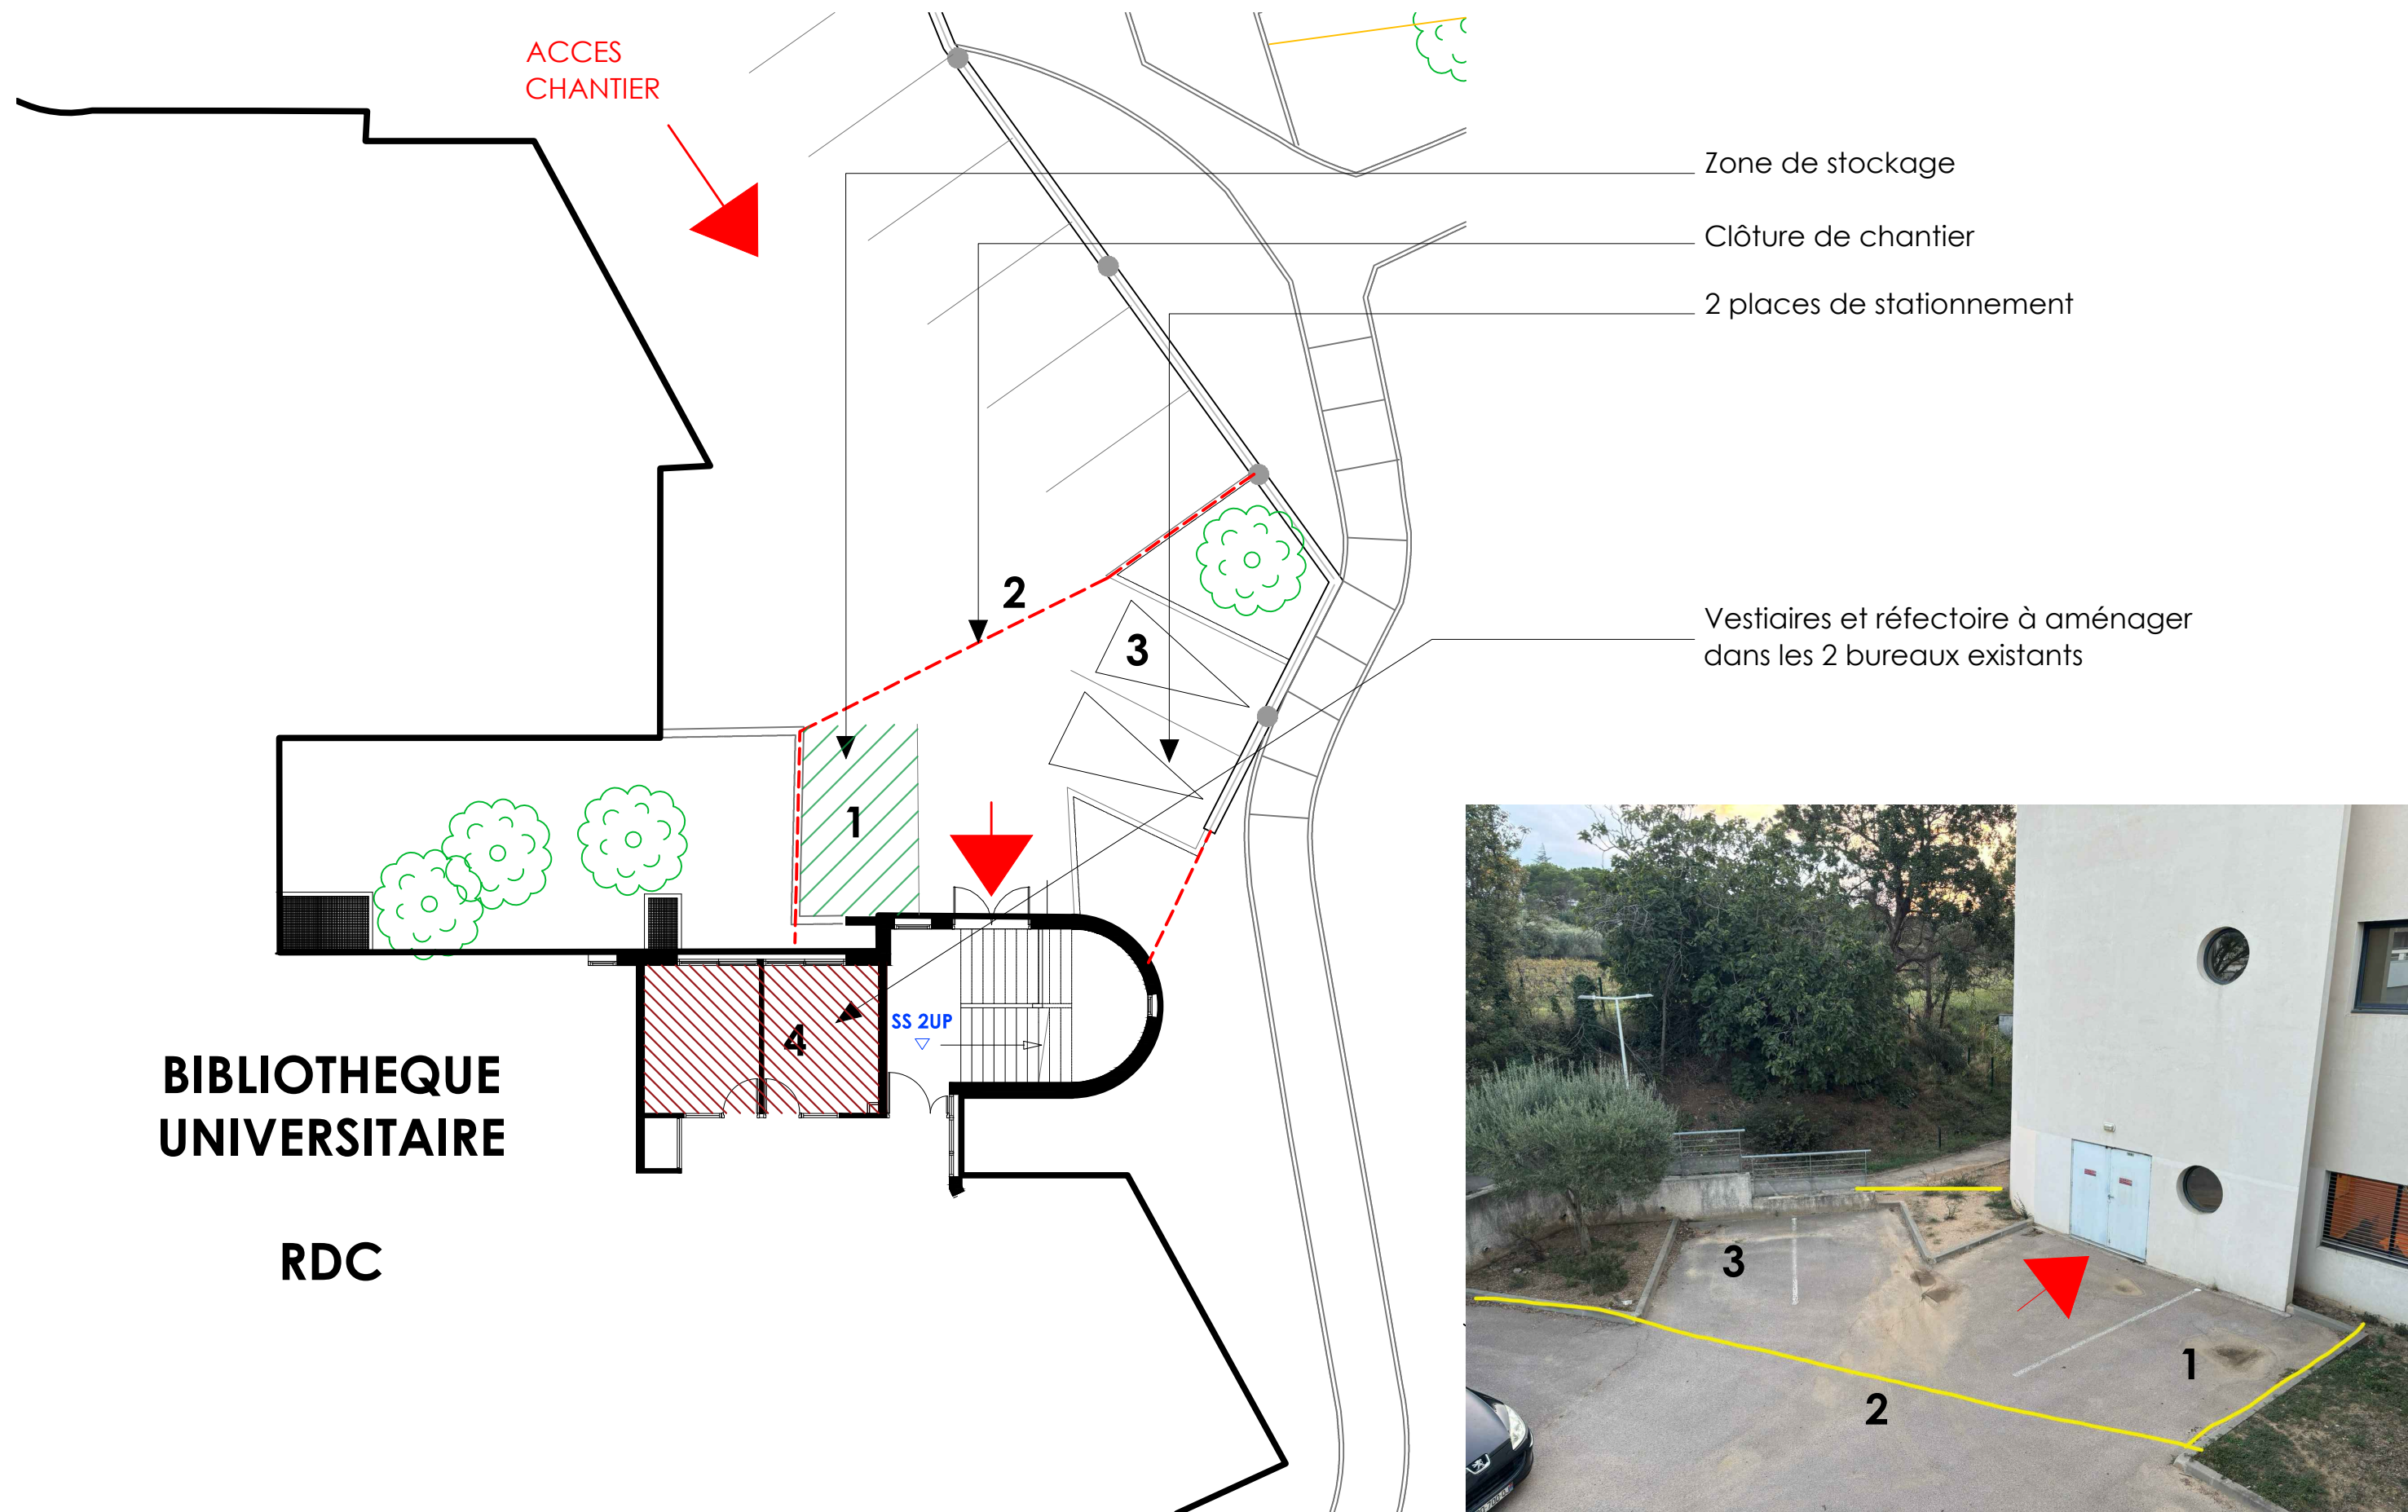 ACCES
CHANTIER
Zone de stockage
Clôture de chantier
2 places de stationnement
2
Vestiaires et réfectoire à aménager
dans les 2 bureaux existants
3
1
SS 2UP
4
BIBLIOTHEQUE
UNIVERSITAIRE
RDC
3
1
2